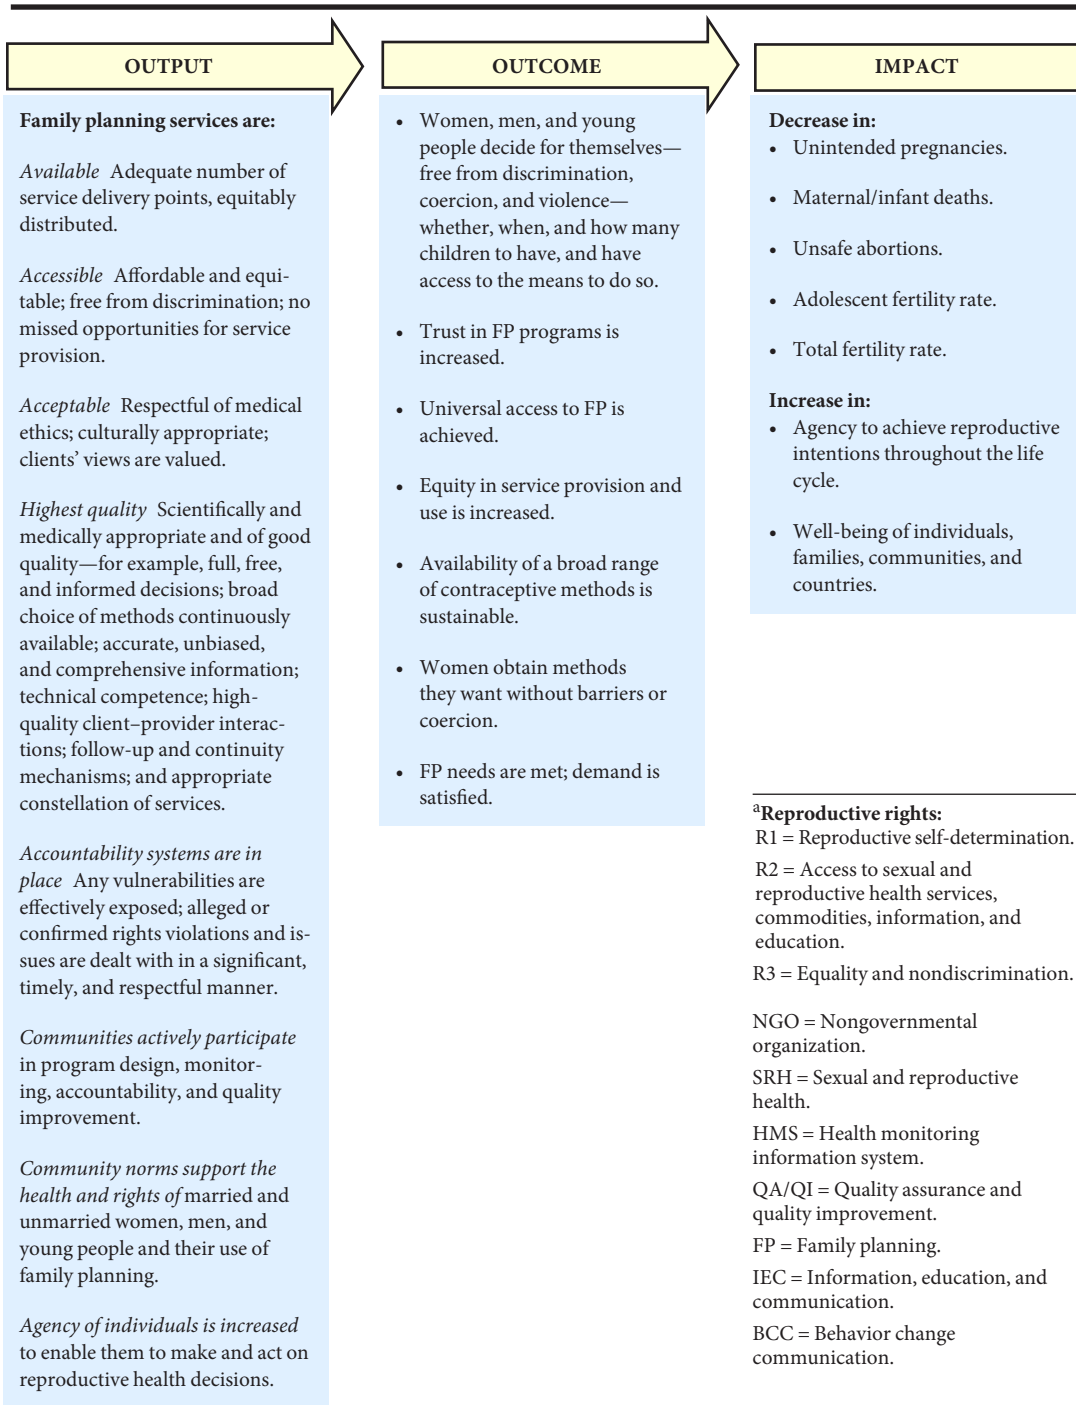 OUTPUT
Family planning services are:
Available Adequate number of
service delivery points, equitably
distributed.
Accessible Affordable and equi-
table; free from discrimination; no
missed opportunities for service
provision.
Acceptable Respectful of medical
ethics; culturally appropriate;
clients’ views are valued.
Highest quality Scientifically and
medically appropriate and of good
quality—for example, full, free,
and informed decisions; broad
choice of methods continuously
available; accurate, unbiased,
and comprehensive information;
technical competence; high-
quality client–provider interac-
tions; follow-up and continuity
mechanisms; and appropriate
constellation of services.
Accountability systems are in
place Any vulnerabilities are
effectively exposed; alleged or
confirmed rights violations and is-
sues are dealt with in a significant,
timely, and respectful manner.
Communities actively participate
in program design, monitor-
ing, accountability, and quality
improvement.
Community norms support the
health and rights of married and
unmarried women, men, and
young people and their use of
family planning.
Agency of individuals is increased
to enable them to make and act on
reproductive health decisions.
OUTCOME
• Women, men, and young
people decide for themselves—
free from discrimination,
coercion, and violence—
whether, when, and how many
children to have, and have
access to the means to do so.
• Trust in FP programs is
increased.
• Universal access to FP is
achieved.
• Equity in service provision and
use is increased.
• Availability of a broad range
of contraceptive methods is
sustainable.
• Women obtain methods
they want without barriers or
coercion.
• FP needs are met; demand is
satisfied.
IMPACT
Decrease in:
• Unintended pregnancies.
• Maternal/infant deaths.
• Unsafe abortions.
• Adolescent fertility rate.
• Total fertility rate.
Increase in:
• Agency to achieve reproductive
intentions throughout the life
cycle.
• Well-being of individuals,
families, communities, and
countries.
aReproductive rights:
R1 = Reproductive self-determination.
R2 = Access to sexual and
reproductive health services,
commodities, information, and
education.
R3 = Equality and nondiscrimination.
NGO = Nongovernmental
organization.
SRH = Sexual and reproductive
health.
HMS = Health monitoring
information system.
QA/QI = Quality assurance and
quality improvement.
FP = Family planning.
IEC = Information, education, and
communication.
BCC = Behavior change
communication.